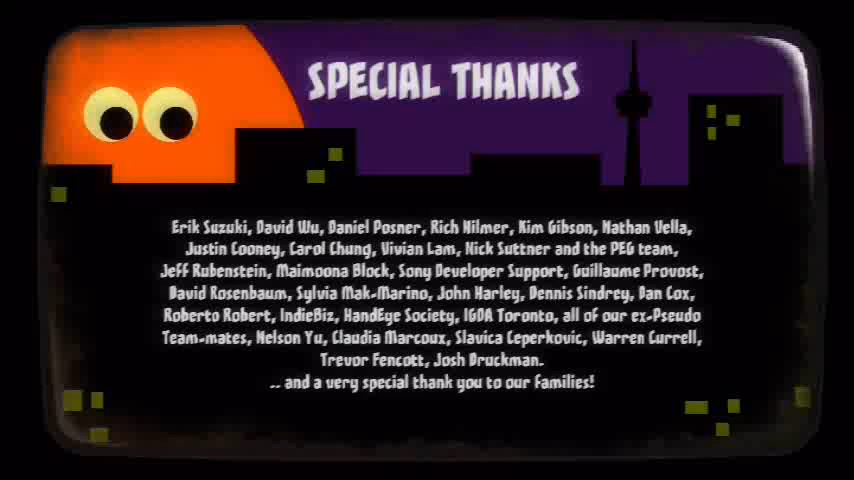 SPECIAL THANKS
Erik Suzuki, David Wu, Daniel Posner, Rich Hilmer, Kim Gibson, Nathan Vella,
Justin Cooney, Carol Chung, Vivian Lam, Nick Suttner and the PEG team,
Jeff Rubenstein, Maimoona Block, Sony Developer Support, Guillaume Provost,
David Rosenbaum, Sylvia Mak-Marino, John Harley, Dennis Sindrey, Dan Cox,
Roberto Robert, IndieBiz, HandEye Society, IGDA Toronto, all of our ex-Pseudo
Team-mates, Nelson Yu, Claudia Marcoux, Slavica Ceperkovic, Warren Currell,
Trevor Fencott, Josh Druckman.
.. and a very special thank you to our families!